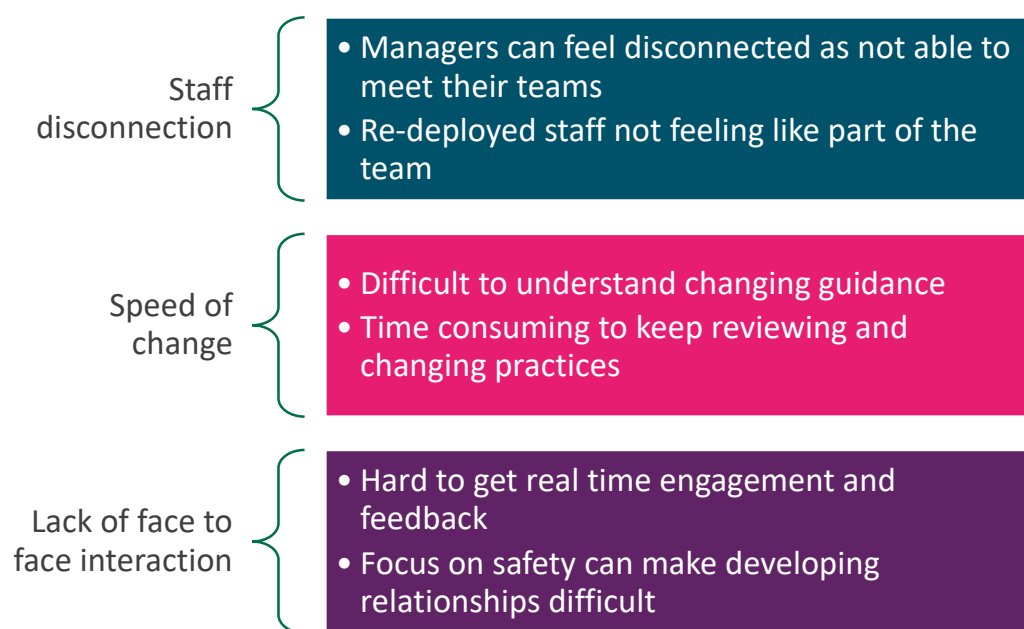 Staff
disconnection
• Managers can feel disconnected as not able to
meet their teams
• Re-deployed staff not feeling like part of the
team
Speed of
change
• Difficult to understand changing guidance
• Time consuming to keep reviewing and
changing practices
Lack of face to
face interaction
• Hard to get real time engagement and
feedback
• Focus on safety can make developing
relationships difficult